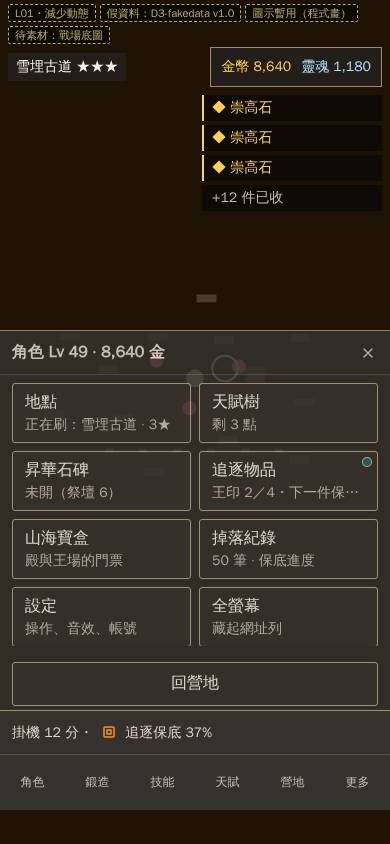 L01・減少動態 假資料：D3-fakedata v1.0 圖示暫用（程式畫）
待素材：戰場底圖
雪埋古道 ★★★ 金幣 8,640 靈魂 1,180
◆ 崇高石
◆ 崇高石
◆ 崇高石
+12 件已收
角色 Lv 49 · 8,640 金 ×
地點 天賦樹
正在刷：雪埋古道 · 3★ 剩 3 點
昇華石碑 追逐物品
未開（祭壇 6） 王印 2／4・下一件保…
山海寶盒 掉落紀錄
殿與王場的門票 50 筆 · 保底進度
設定 全螢幕
操作、音效、帳號 藏起網址列
回營地
掛機 12 分・ 追逐保底 37%
角色 鍛造 技能 天賦 營地 更多